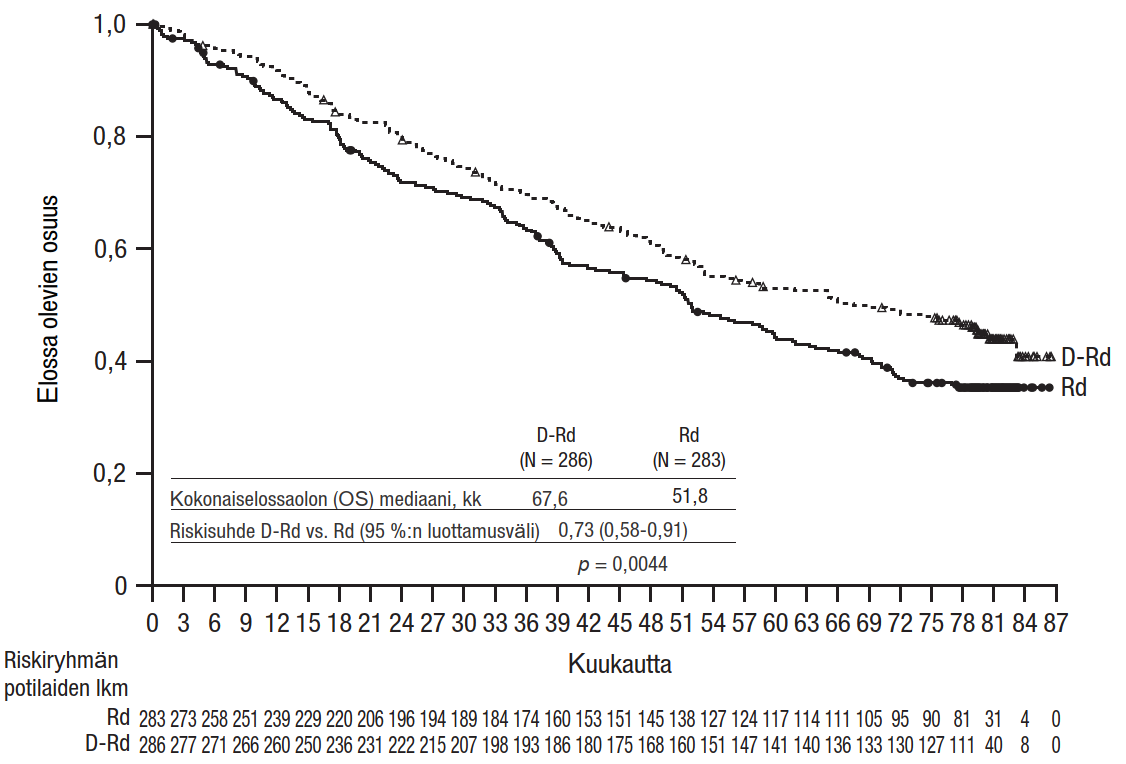 1,0
0,8
0,6
0,4
0,2
0
Elossa olevien osuus
D-Rd
Rd
D-Rd Rd
(N = 286) (N = 283)
Kokonaiselossaolon (OS) mediaani, kk 67,6 51,8
Riskisuhde D-Rd vs. Rd (95 %:n luottamusväli) 0,73 (0,58-0,91)
p = 0,0044
0 3 6 9 12 15 18 21 24 27 30 33 36 39 42 45 48 51 54 57 60 63 66 69 72 75 78 81 84 87
Kuukautta
Riskiryhmän
potilaiden lkm
Rd 283 273 258 251 239 229 220 206 196 194 189 184 174 160 153 151 145 138 127 124 117 114 111 105 95 90 81 31 4 0
D-Rd 286 277 271 266 260 250 236 231 222 215 207 198 193 186 180 175 168 160 151 147 141 140 136 133 130 127 111 40 8 0